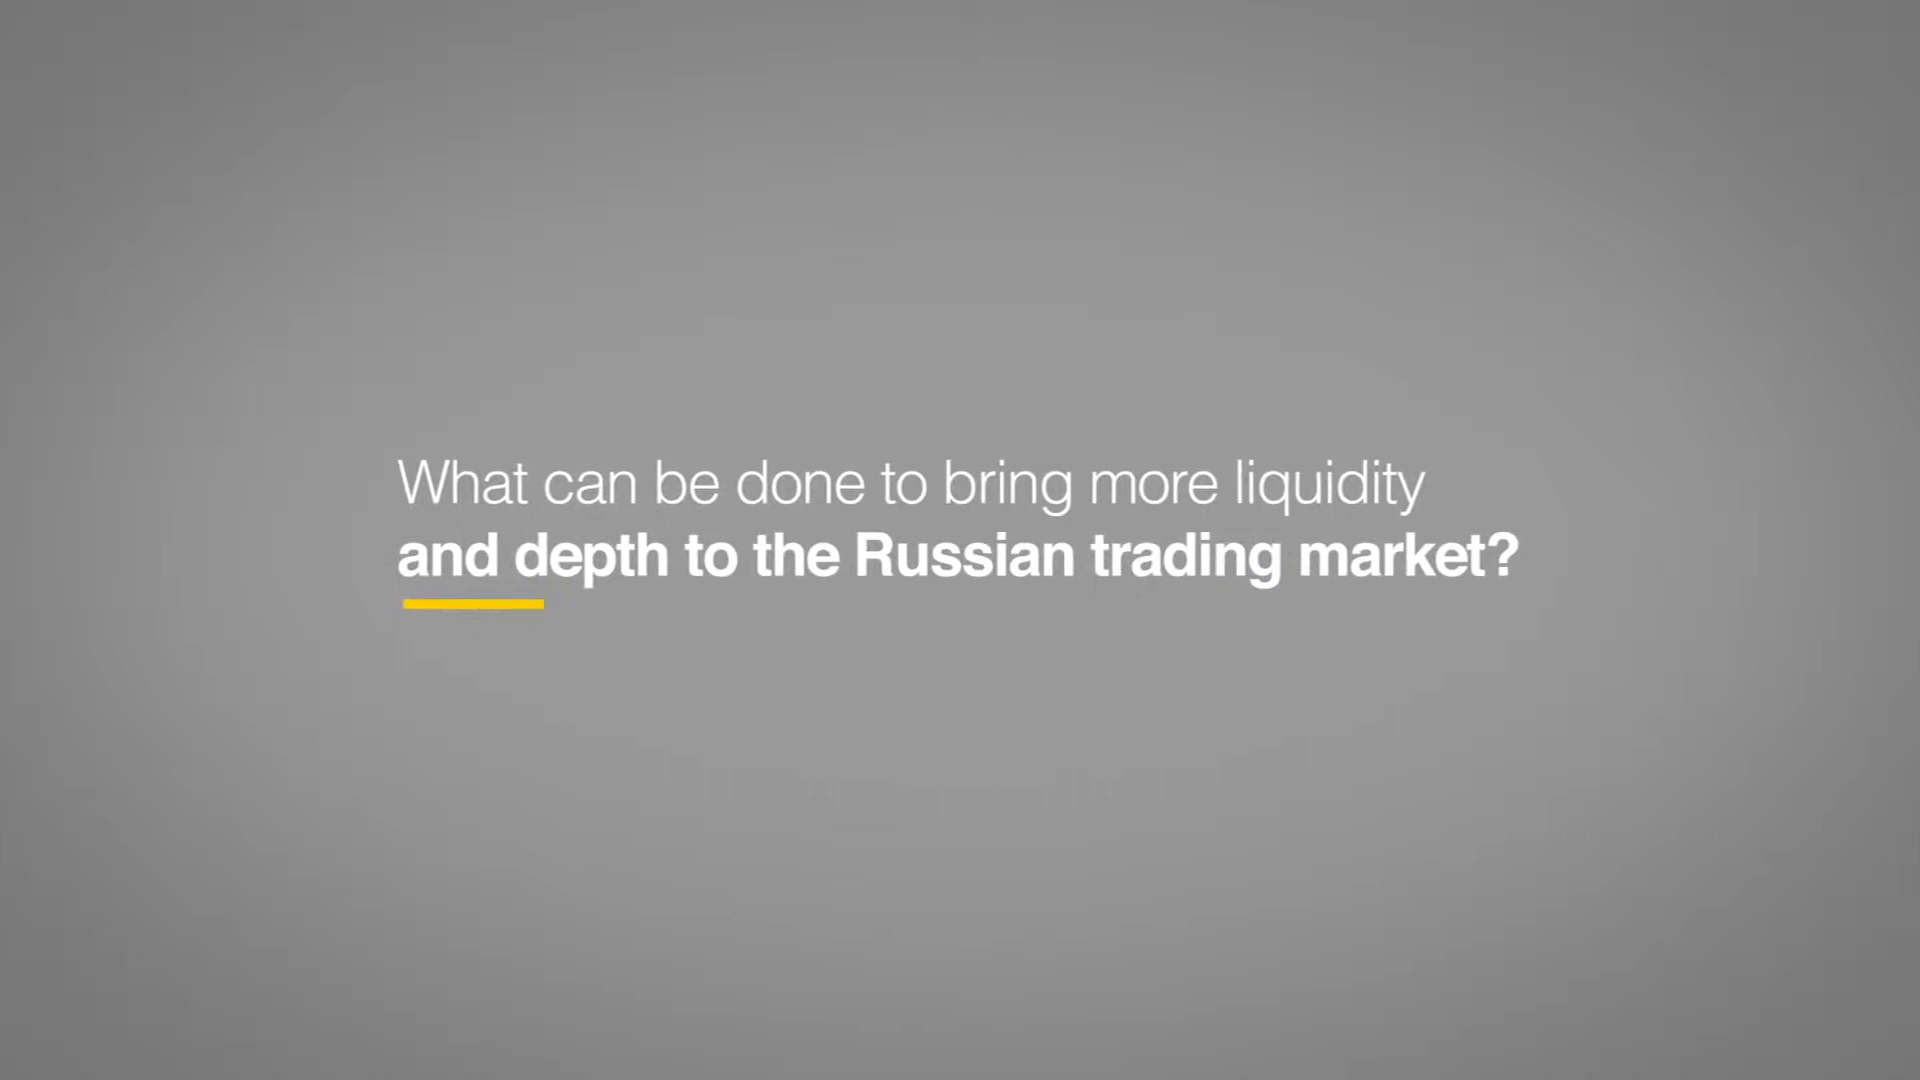 What can be done to bring more liquidity
and depth to the Russian trading market?